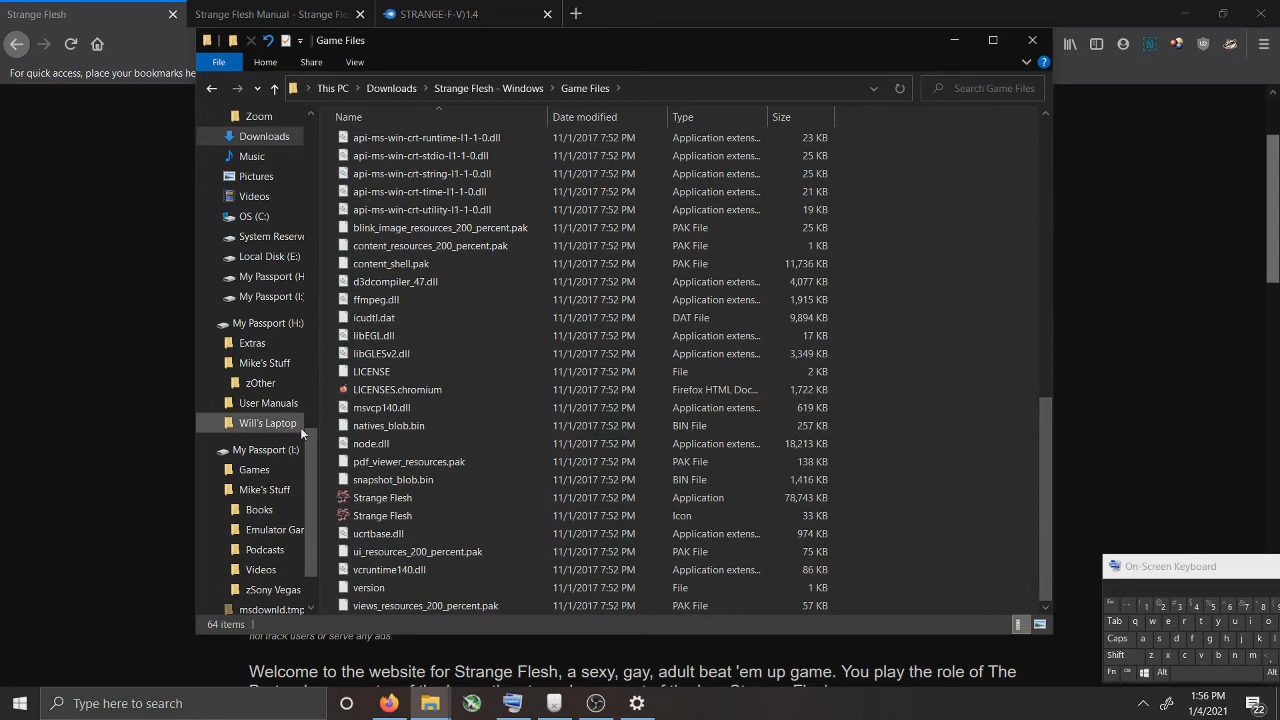 Strange Flesh
Strange Flesh Manual - Strange Fle
STRANGE-F-V)1.4
For quick access, place your bookmarks he
Game Files
File
Home
Share
View
This PC
Downloads
Strange Flesh - Windows
Game Files
Search Game Files
Name
Date modified
Type
Size
Zoom
Downloads
Music
Pictures
Videos
OS (C:)
System Reserve
Local Disk (E:)
My Passport (H
My Passport (I:
My Passport (H:)
Extras
Mike's Stuff
zOther
User Manuals
Will's Laptop
My Passport (I:)
Games
Mike's Stuff
Books
Emulator Gar
Podcasts
Videos
zSony Vegas
msdownld.tmp
api-ms-win-crt-runtime-l1-1-0.dll 11/1/2017 7:52 PM Application extens... 23 KB
api-ms-win-crt-stdio-l1-1-0.dll 11/1/2017 7:52 PM Application extens... 25 KB
api-ms-win-crt-string-l1-1-0.dll 11/1/2017 7:52 PM Application extens... 25 KB
api-ms-win-crt-time-l1-1-0.dll 11/1/2017 7:52 PM Application extens... 21 KB
api-ms-win-crt-utility-l1-1-0.dll 11/1/2017 7:52 PM Application extens... 19 KB
blink_image_resources_200_percent.pak 11/1/2017 7:52 PM PAK File 25 KB
content_resources_200_percent.pak 11/1/2017 7:52 PM PAK File 1 KB
content_shell.pak 11/1/2017 7:52 PM PAK File 11,736 KB
d3dcompiler_47.dll 11/1/2017 7:52 PM Application extens... 4,077 KB
ffmpeg.dll 11/1/2017 7:52 PM Application extens... 1,915 KB
icudtl.dat 11/1/2017 7:52 PM DAT File 9,894 KB
libEGL.dll 11/1/2017 7:52 PM Application extens... 17 KB
libGLESv2.dll 11/1/2017 7:52 PM Application extens... 3,349 KB
LICENSE 11/1/2017 7:52 PM File 2 KB
LICENSES.chromium 11/1/2017 7:52 PM Firefox HTML Doc... 1,722 KB
msvcp140.dll 11/1/2017 7:52 PM Application extens... 619 KB
natives_blob.bin 11/1/2017 7:52 PM BIN File 257 KB
node.dll 11/1/2017 7:52 PM Application extens... 18,213 KB
pdf_viewer_resources.pak 11/1/2017 7:52 PM PAK File 138 KB
snapshot_blob.bin 11/1/2017 7:52 PM BIN File 1,416 KB
Strange Flesh 11/1/2017 7:52 PM Application 78,743 KB
Strange Flesh 11/1/2017 7:52 PM Icon 33 KB
ucrtbase.dll 11/1/2017 7:52 PM Application extens... 974 KB
ui_resources_200_percent.pak 11/1/2017 7:52 PM PAK File 75 KB
vcruntime140.dll 11/1/2017 7:52 PM Application extens... 86 KB
version 11/1/2017 7:52 PM File 1 KB
views_resources_200_percent.pak 11/1/2017 7:52 PM PAK File 57 KB
64 items
not track users or serve any ads.
Welcome to the website for Strange Flesh, a sexy, gay, adult beat 'em up game. You play the role of The
On-Screen Keyboard
Tab q w e r t y u i o p
Caps a s d f g h j k l
Shift z x c v b n m
Fn Ctrl Alt
Type here to search
1:56 PM
1/4/2021
22